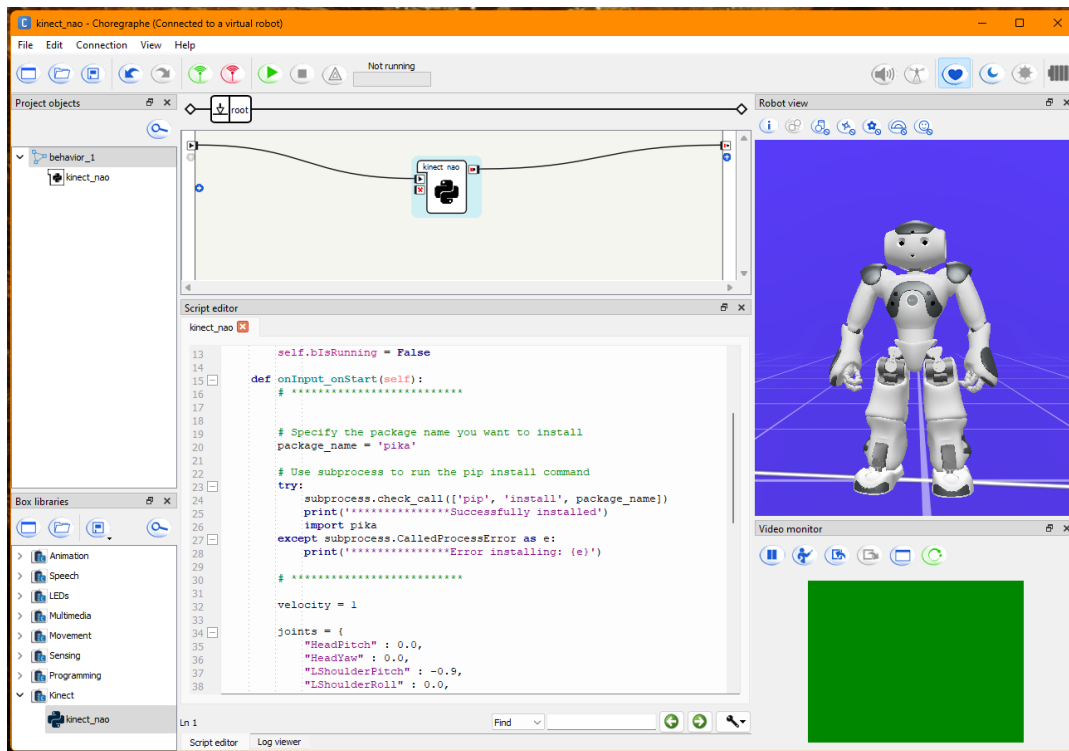 kinect_nao - Choregraphe (Connected to a virtual robot)
File Edit Connection View Help
Not running
Project objects
behavior_1
kinect_nao
root
kinect nao
Script editor
kinect_nao
13 self.bIsRunning = False
14
15 def onInput_onStart(self):
16 # **************************
17
18
19 # Specify the package name you want to install
20 package_name = 'pika'
21
22 # Use subprocess to run the pip install command
23 try:
24 subprocess.check_call(['pip', 'install', package_name])
25 print('***************Successfully installed')
26 import pika
27 except subprocess.CalledProcessError as e:
28 print('***************Error installing: {e}')
29
30 # **************************
31
32 velocity = 1
33
34 joints = {
35 "HeadPitch" : 0.0,
36 "HeadYaw" : 0.0,
37 "LShoulderPitch" : -0.9,
38 "LShoulderRoll" : 0.0,
Ln 1
Find
Script editor Log viewer
Box libraries
Animation
Speech
LEDs
Multimedia
Movement
Sensing
Programming
Kinect
kinect_nao
Robot view
Video monitor